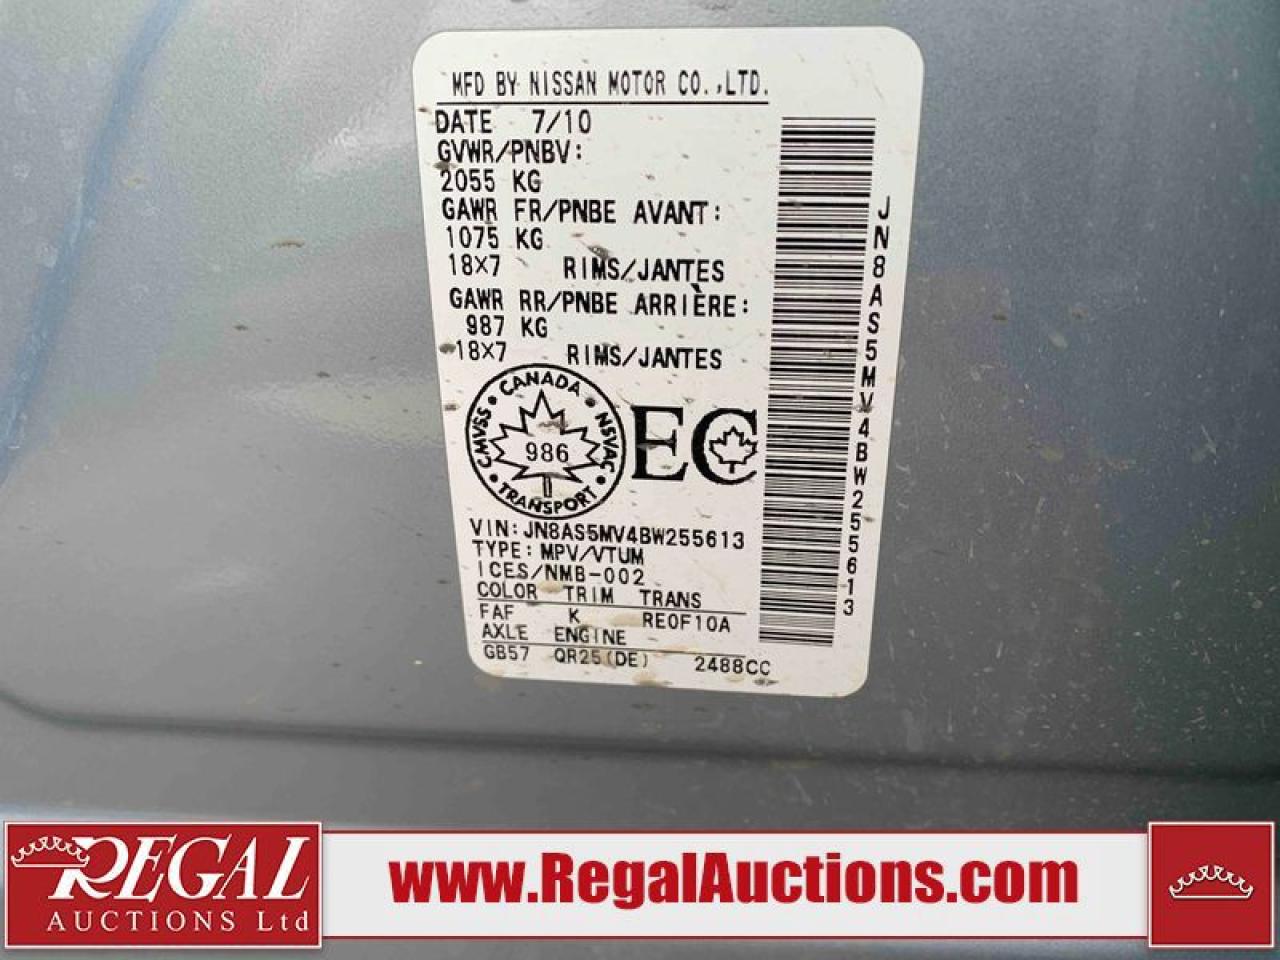 MFD BY NISSAN MOTOR CO.,LTD.
DATE 7/10
GVWR/PNBV:
2055 KG
GAWR FR/PNBE AVANT:
1075 KG
18X7 RIMS/JANTES
GAWR RR/PNBE ARRIÈRE:
987 KG
18X7 RIMS/JANTES
CANADA
CMVSS NSVAC
986
TRANSPORT
EC
VIN:JN8AS5MV4BW255613
TYPE:MPV/VTUM
ICES/NMB-002
COLOR TRIM TRANS
FAF K RE0F10A
AXLE ENGINE
GB57 QR25(DE) 2488CC
JN8AS5MV4BW255613
REGAL
AUCTIONS Ltd
www.RegalAuctions.com